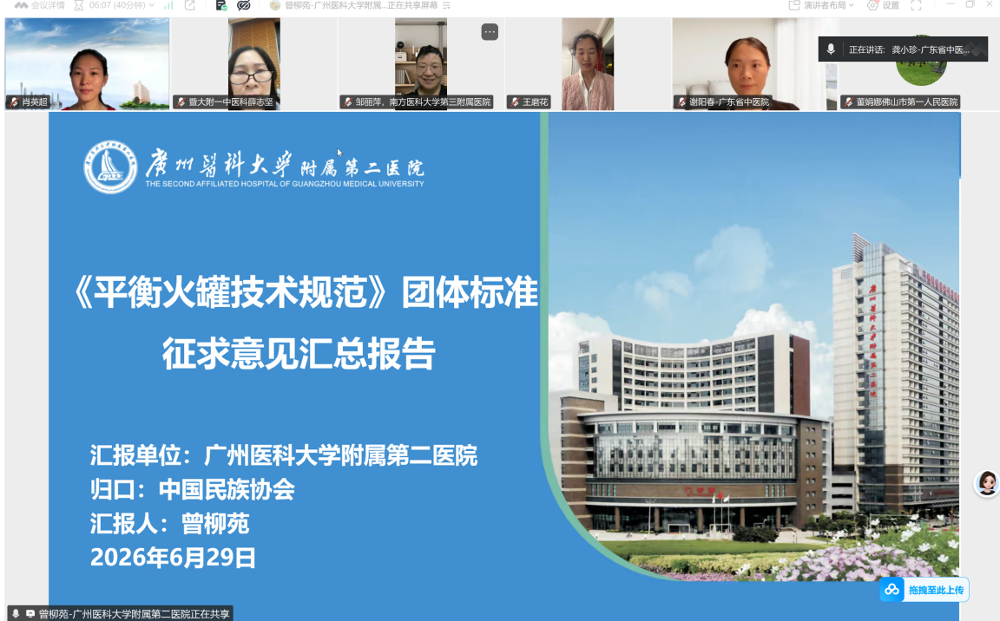 会议详情
06:07 (40分钟)
曾柳苑-广州医科大学附属...正在共享屏幕
演讲者布局
设置
正在讲话: 龚小珍-广东省中医...
肖英超
暨大附一中医科薛志坚
邹丽萍，南方医科大学第三附属医院
王磨花
谢阳春-广东省中医院
董娟娜佛山市第一人民医院
廣州醫科大學附属第二医院
THE SECOND AFFILIATED HOSPITAL OF GUANGZHOU MEDICAL UNIVERSITY
《平衡火罐技术规范》团体标准
征求意见汇总报告
汇报单位：广州医科大学附属第二医院
归口：中国民族协会
汇报人：曾柳苑
2026年6月29日
拖拽至此上传
曾柳苑-广州医科大学附属第二医院正在共享